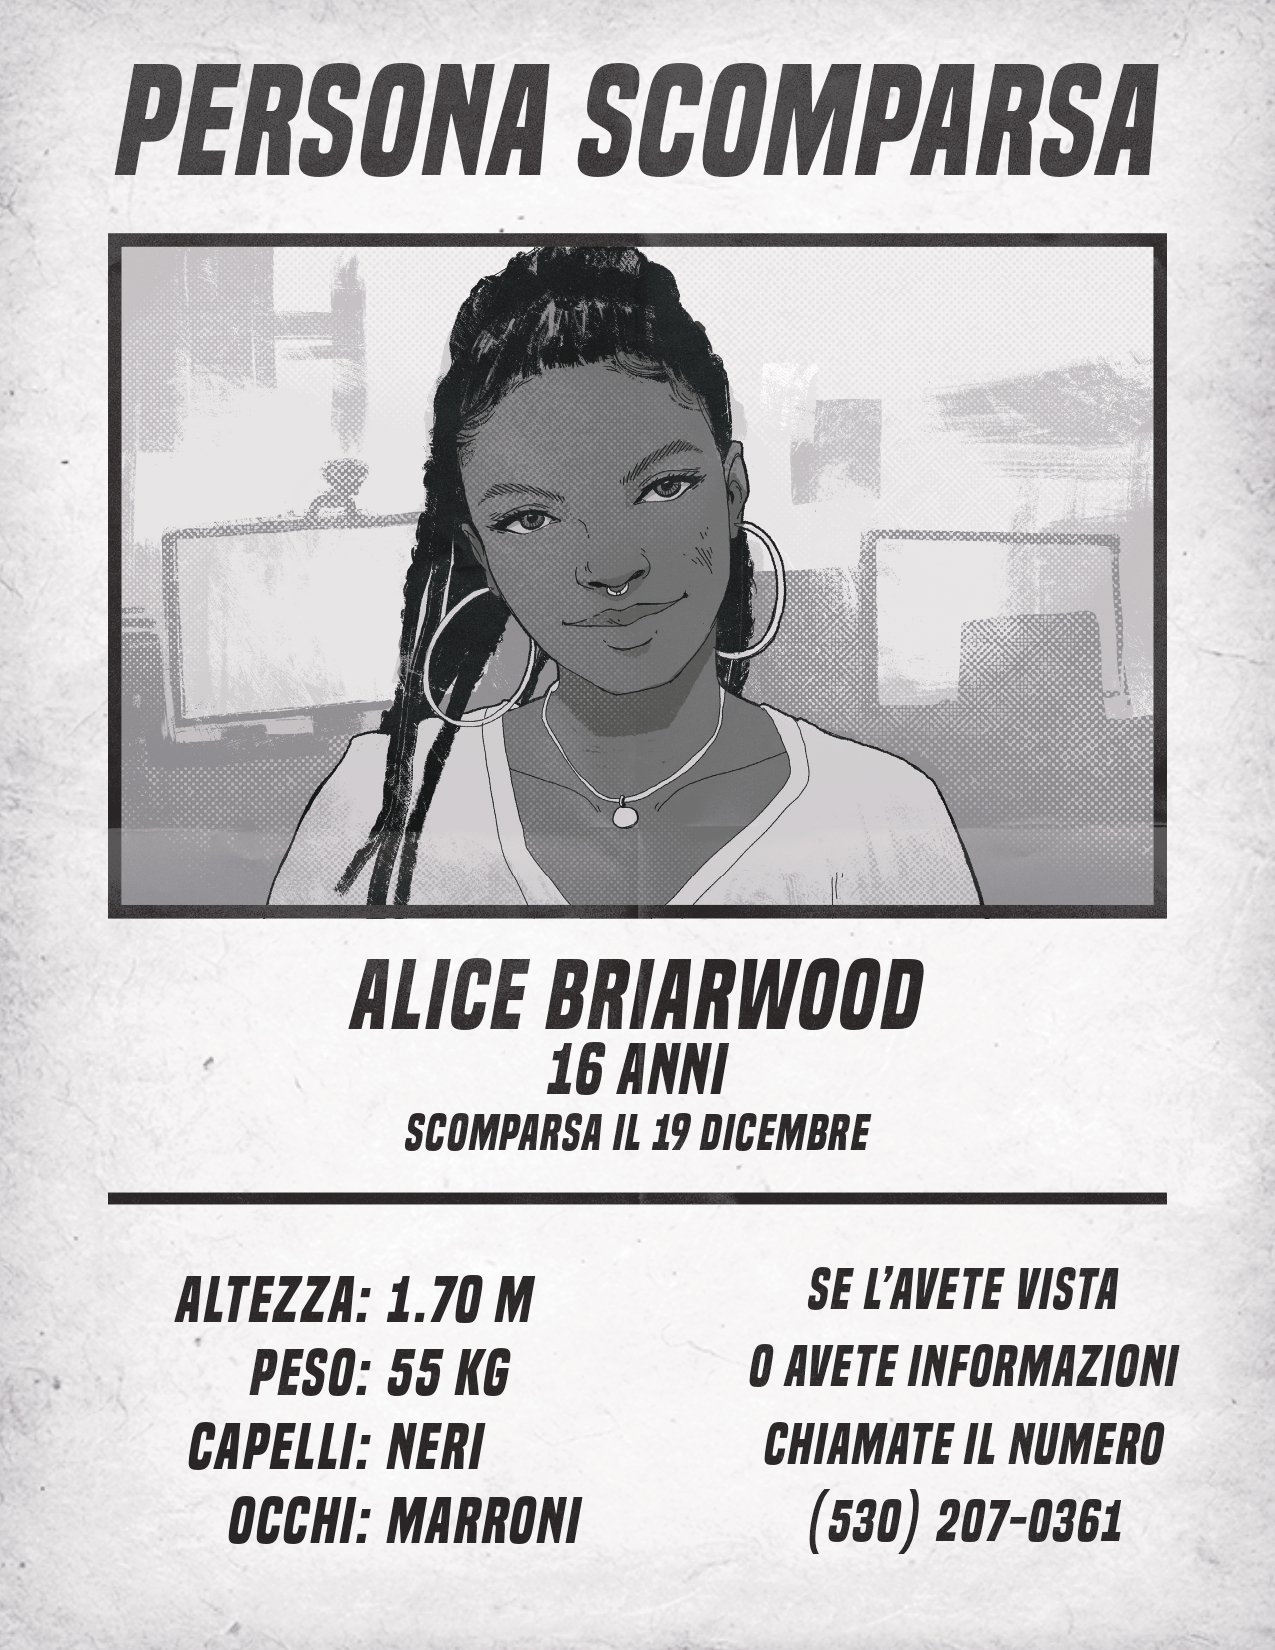 PERSONA SCOMPARSA
ALICE BRIARWOOD
16 ANNI
SCOMPARSA IL 19 DICEMBRE
ALTEZZA: 1.70 M
PESO: 55 KG
CAPELLI: NERI
OCCHI: MARRONI
SE L'AVETE VISTA
O AVETE INFORMAZIONI
CHIAMATE IL NUMERO
(530) 207-0361